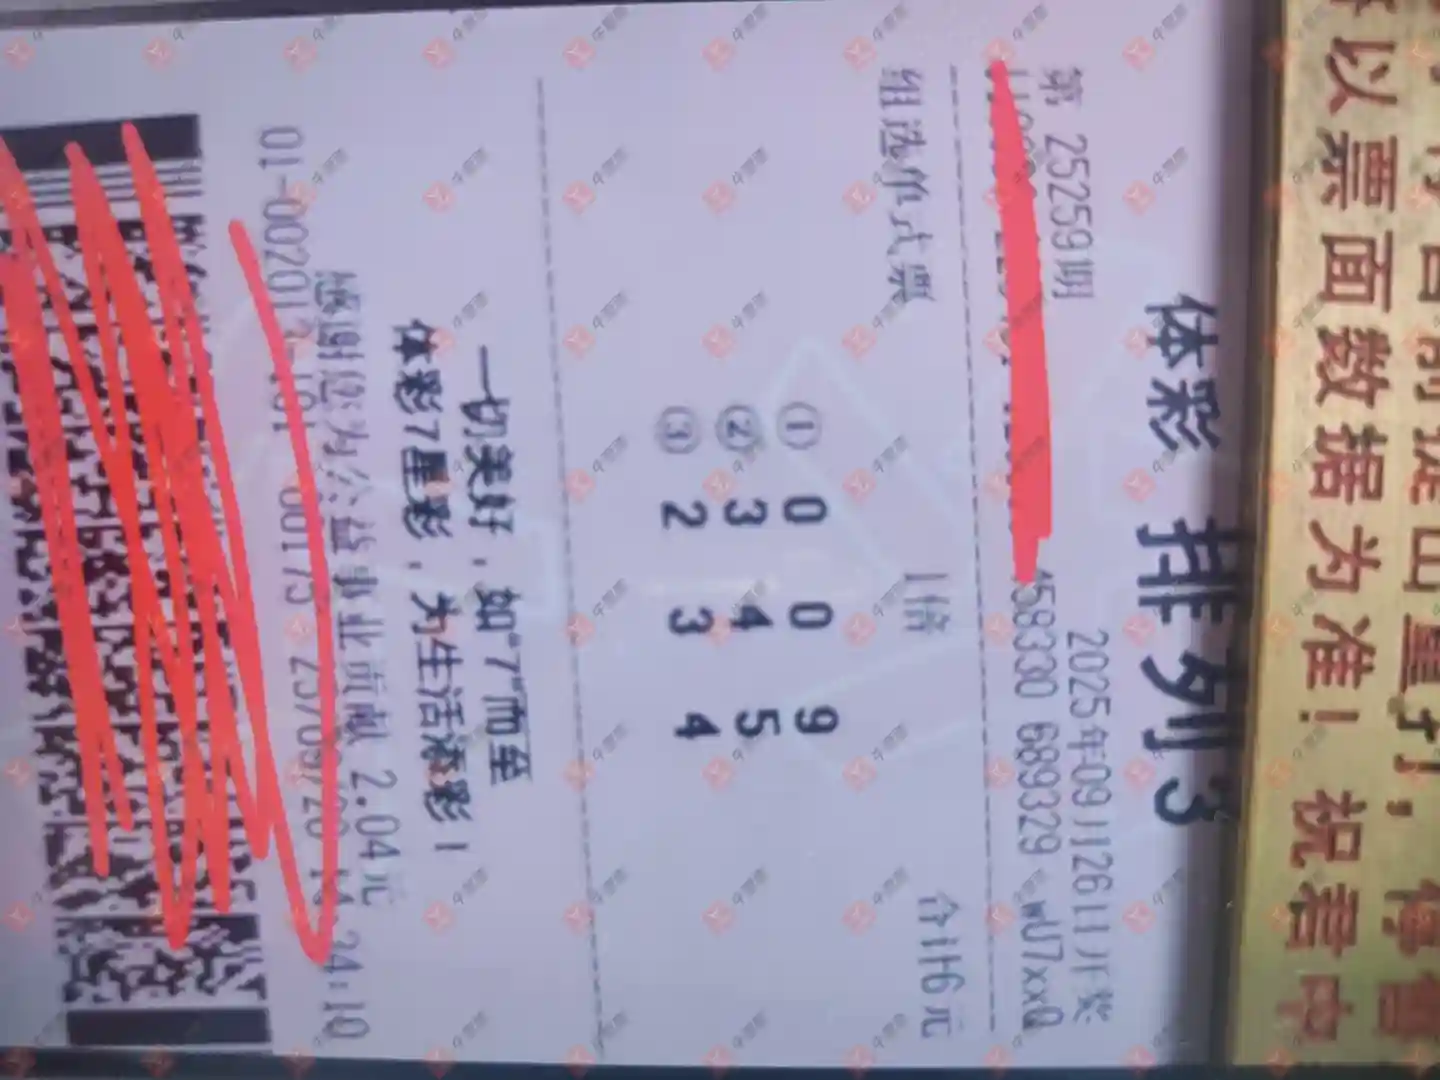 体彩 排列3
第 25259期 2025年09月26日开奖
458300 689329 wU7xxQ
组选单式票 1倍 合计6元
① 0 0 9
② 3 4 5
③ 2 3 4
一切美好，如“7”而至
体彩7星彩，为生活添彩！
感谢您为公益事业贡献 2.04元
以票面数据为准！祝君中